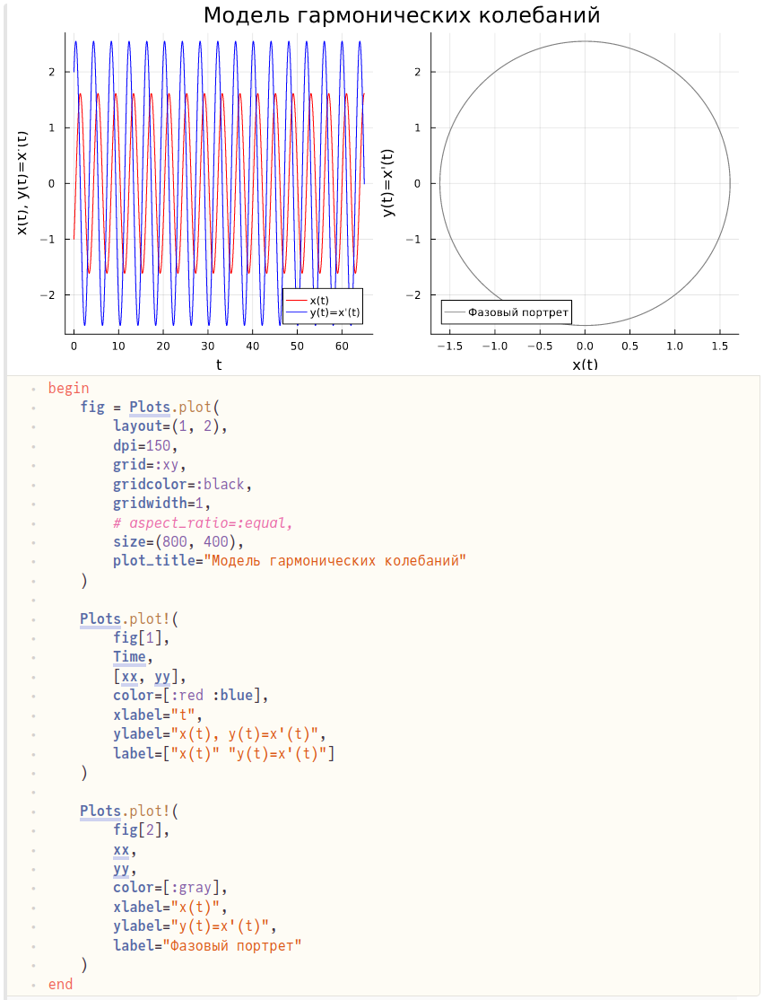 Модель гармонических колебаний
x(t), y(t)=x'(t)
2
1
0
−1
−2
0
10
20
30
40
50
60
t
x(t)
y(t)=x'(t)
y(t)=x'(t)
2
1
0
−1
−2
−1.5
−1.0
−0.5
0.0
0.5
1.0
1.5
x(t)
Фазовый портрет
begin
    fig = Plots.plot(
        layout=(1, 2),
        dpi=150,
        grid=:xy,
        gridcolor=:black,
        gridwidth=1,
        # aspect_ratio=:equal,
        size=(800, 400),
        plot_title="Модель гармонических колебаний"
    )
    Plots.plot!(
        fig[1],
        Time,
        [xx, yy],
        color=[:red :blue],
        xlabel="t",
        ylabel="x(t), y(t)=x'(t)",
        label=["x(t)" "y(t)=x'(t)"]
    )
    Plots.plot!(
        fig[2],
        xx,
        yy,
        color=[:gray],
        xlabel="x(t)",
        ylabel="y(t)=x'(t)",
        label="Фазовый портрет"
    )
end